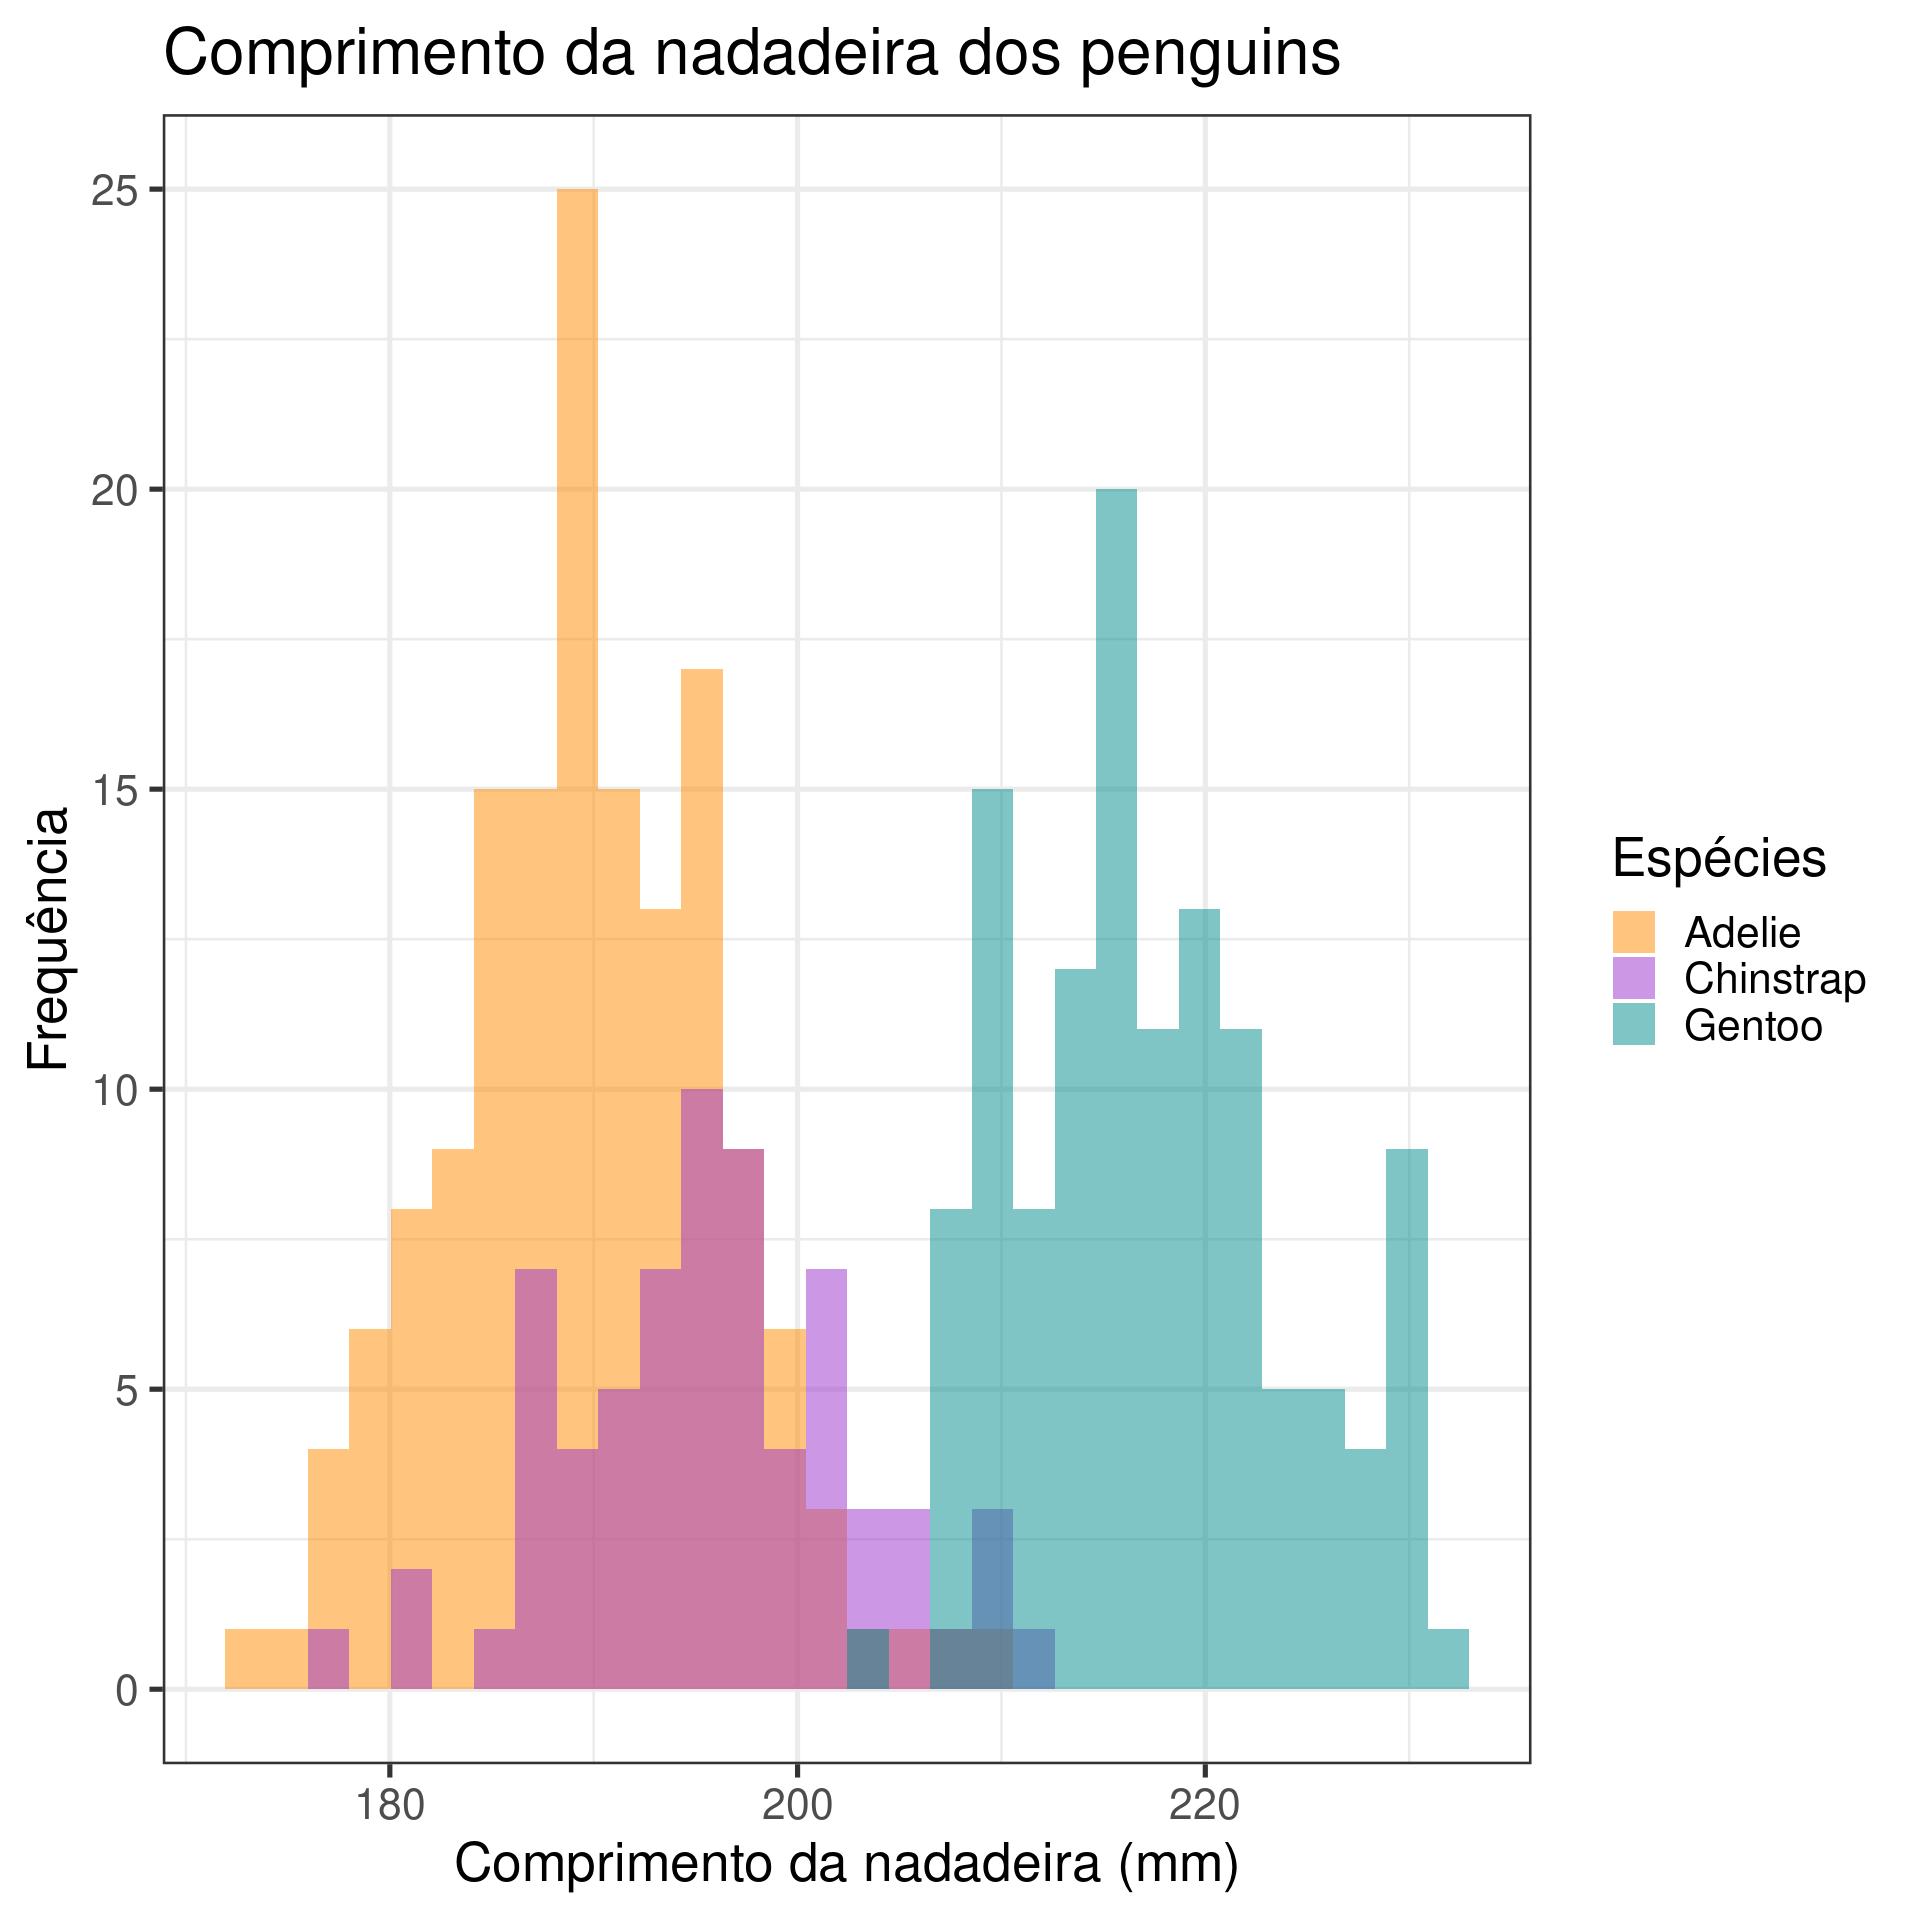 Comprimento da nadadeira dos penguins
25
20
15
10
5
0
Frequência
180 200 220
Comprimento da nadadeira (mm)
Espécies
Adelie
Chinstrap
Gentoo